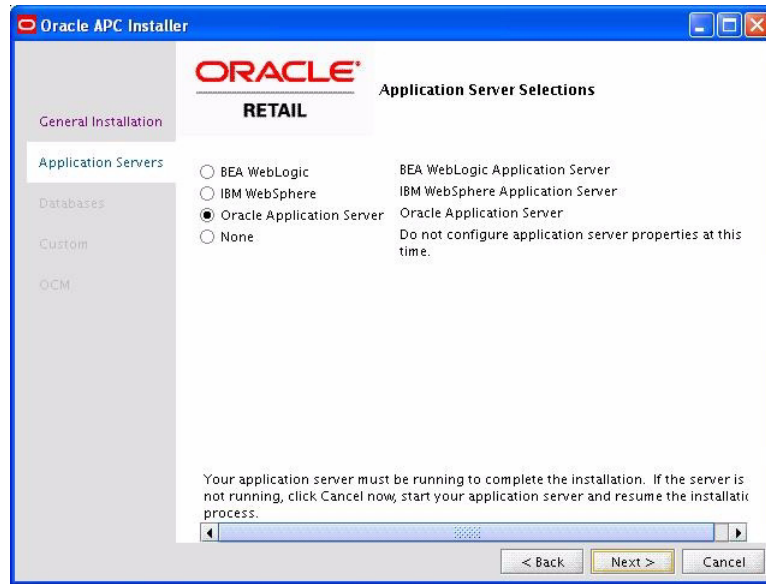 Oracle APC Installer
ORACLE
RETAIL
Application Server Selections
General Installation
Application Servers
Databases
Custom
OCM
BEA WebLogic
BEA WebLogic Application Server
IBM WebSphere
IBM WebSphere Application Server
Oracle Application Server
Oracle Application Server
None
Do not configure application server properties at this
time.
Your application server must be running to complete the installation. If the server is
not running, click Cancel now, start your application server and resume the installatic
process.
< Back
Next >
Cancel